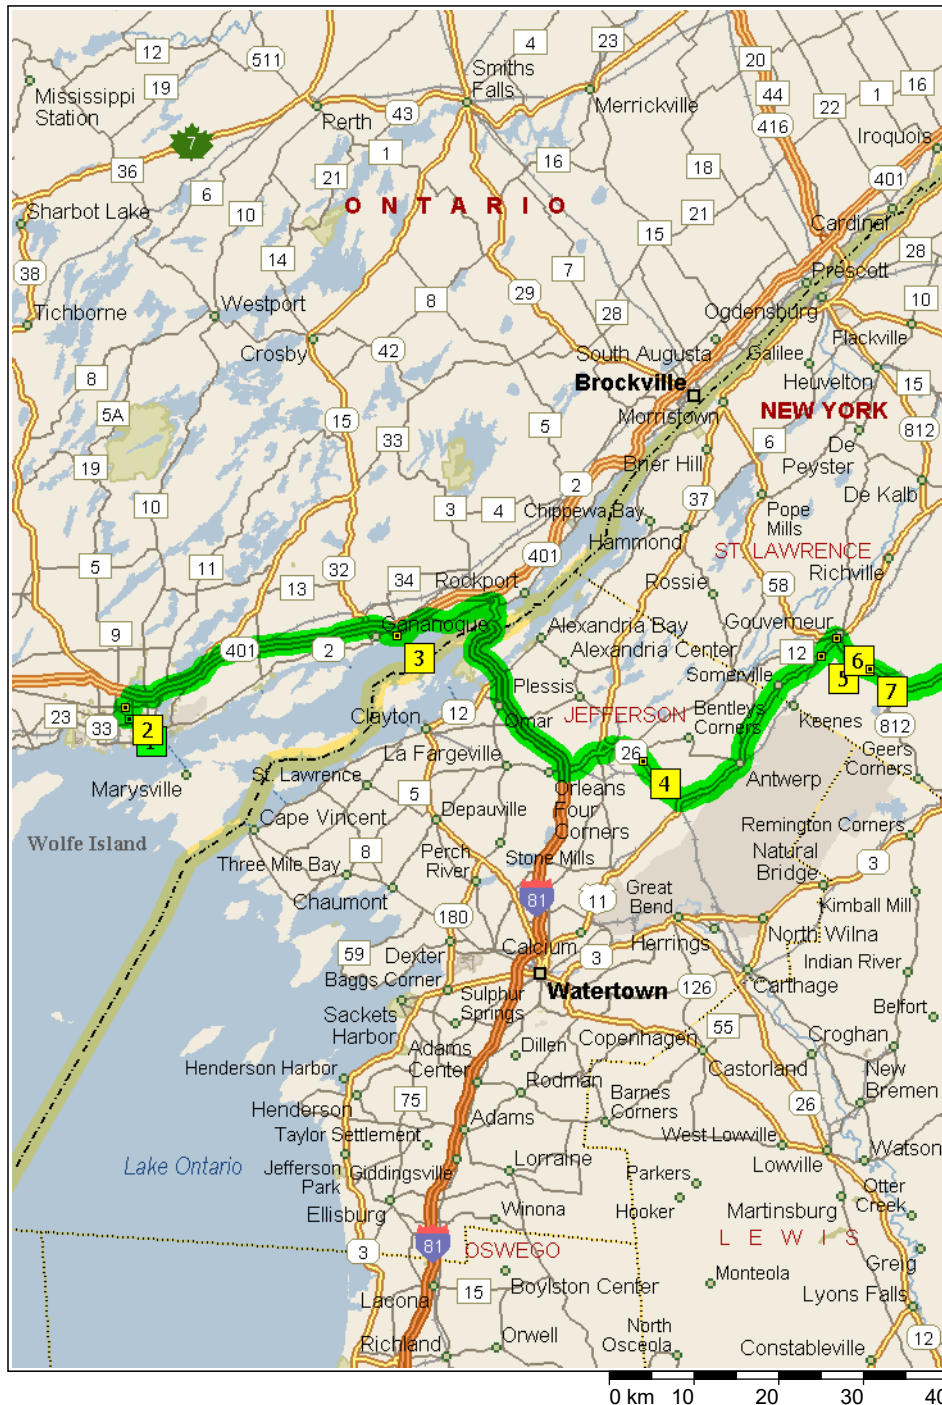 4
23
12
511
20
Smiths
Falls
19
Mississippi
Station
Merrickville
44
22
1
16
Perth
43
416
Iroquois
7
1
16
36
21
18
401
6
ONTARIO
Sharbot Lake
10
21
Cardinal
15
14
28
38
7
Prescott
8
29
10
Westport
Tichborne
28
Ogdensburg
Flackville
Crosby
42
South Augusta
Galilee
8
Brockville
Heuvelton
15
5A
15
Morristown
NEW YORK
33
5
6
812
De
Peyster
19
Brier Hill
2
10
37
De Kalb
3
4
Chippewa Bay
Pope
Mills
Hammond
401
ST. LAWRENCE
5
11
34
Rockport
Richville
32
13
Rossie
58
Gananoque
Gouverneur
9
Alexandria Bay
401
2
3
Alexandria Center
12
6
5
Somerville
Plessis
7
23
33
2
1
Clayton
12
Omar
JEFFERSON
Bentleys
Corners
Keenes
812
La Fargeville
26
Geers
Corners
Marysville
St. Lawrence
4
Antwerp
5
Orleans
Four
Corners
Depauville
Cape Vincent
Remington Corners
Wolfe Island
Three Mile Bay
8
Perch
River
Stone Mills
Natural
Bridge
3
Chaumont
81
11
Great
Bend
Kimball Mill
180
59
Dexter
Calcium
Herrings
North Wilna
3
Baggs Corner
Indian River
Watertown
126
Carthage
Sulphur
Springs
Sackets
Harbor
Belfort
55
Dillen
Copenhagen
Croghan
Adams
Center
Castorland
Henderson Harbor
New
Bremen
Rodman
Barnes
Corners
75
26
Henderson
Adams
Taylor Settlement
West Lowville
Watson
Lake Ontario
Jefferson
Park
Giddingsville
Lorraine
Parkers
Lowville
Otter
Creek
Ellisburg
Winona
Hooker
Martinsburg
3
81
OSWEGO
LEWIS
Greig
Monteola
15
Boylston Center
Lacona
Lyons Falls
Richland
Orwell
North
Osceola
12
Constableville
0 km 10 20 30 40